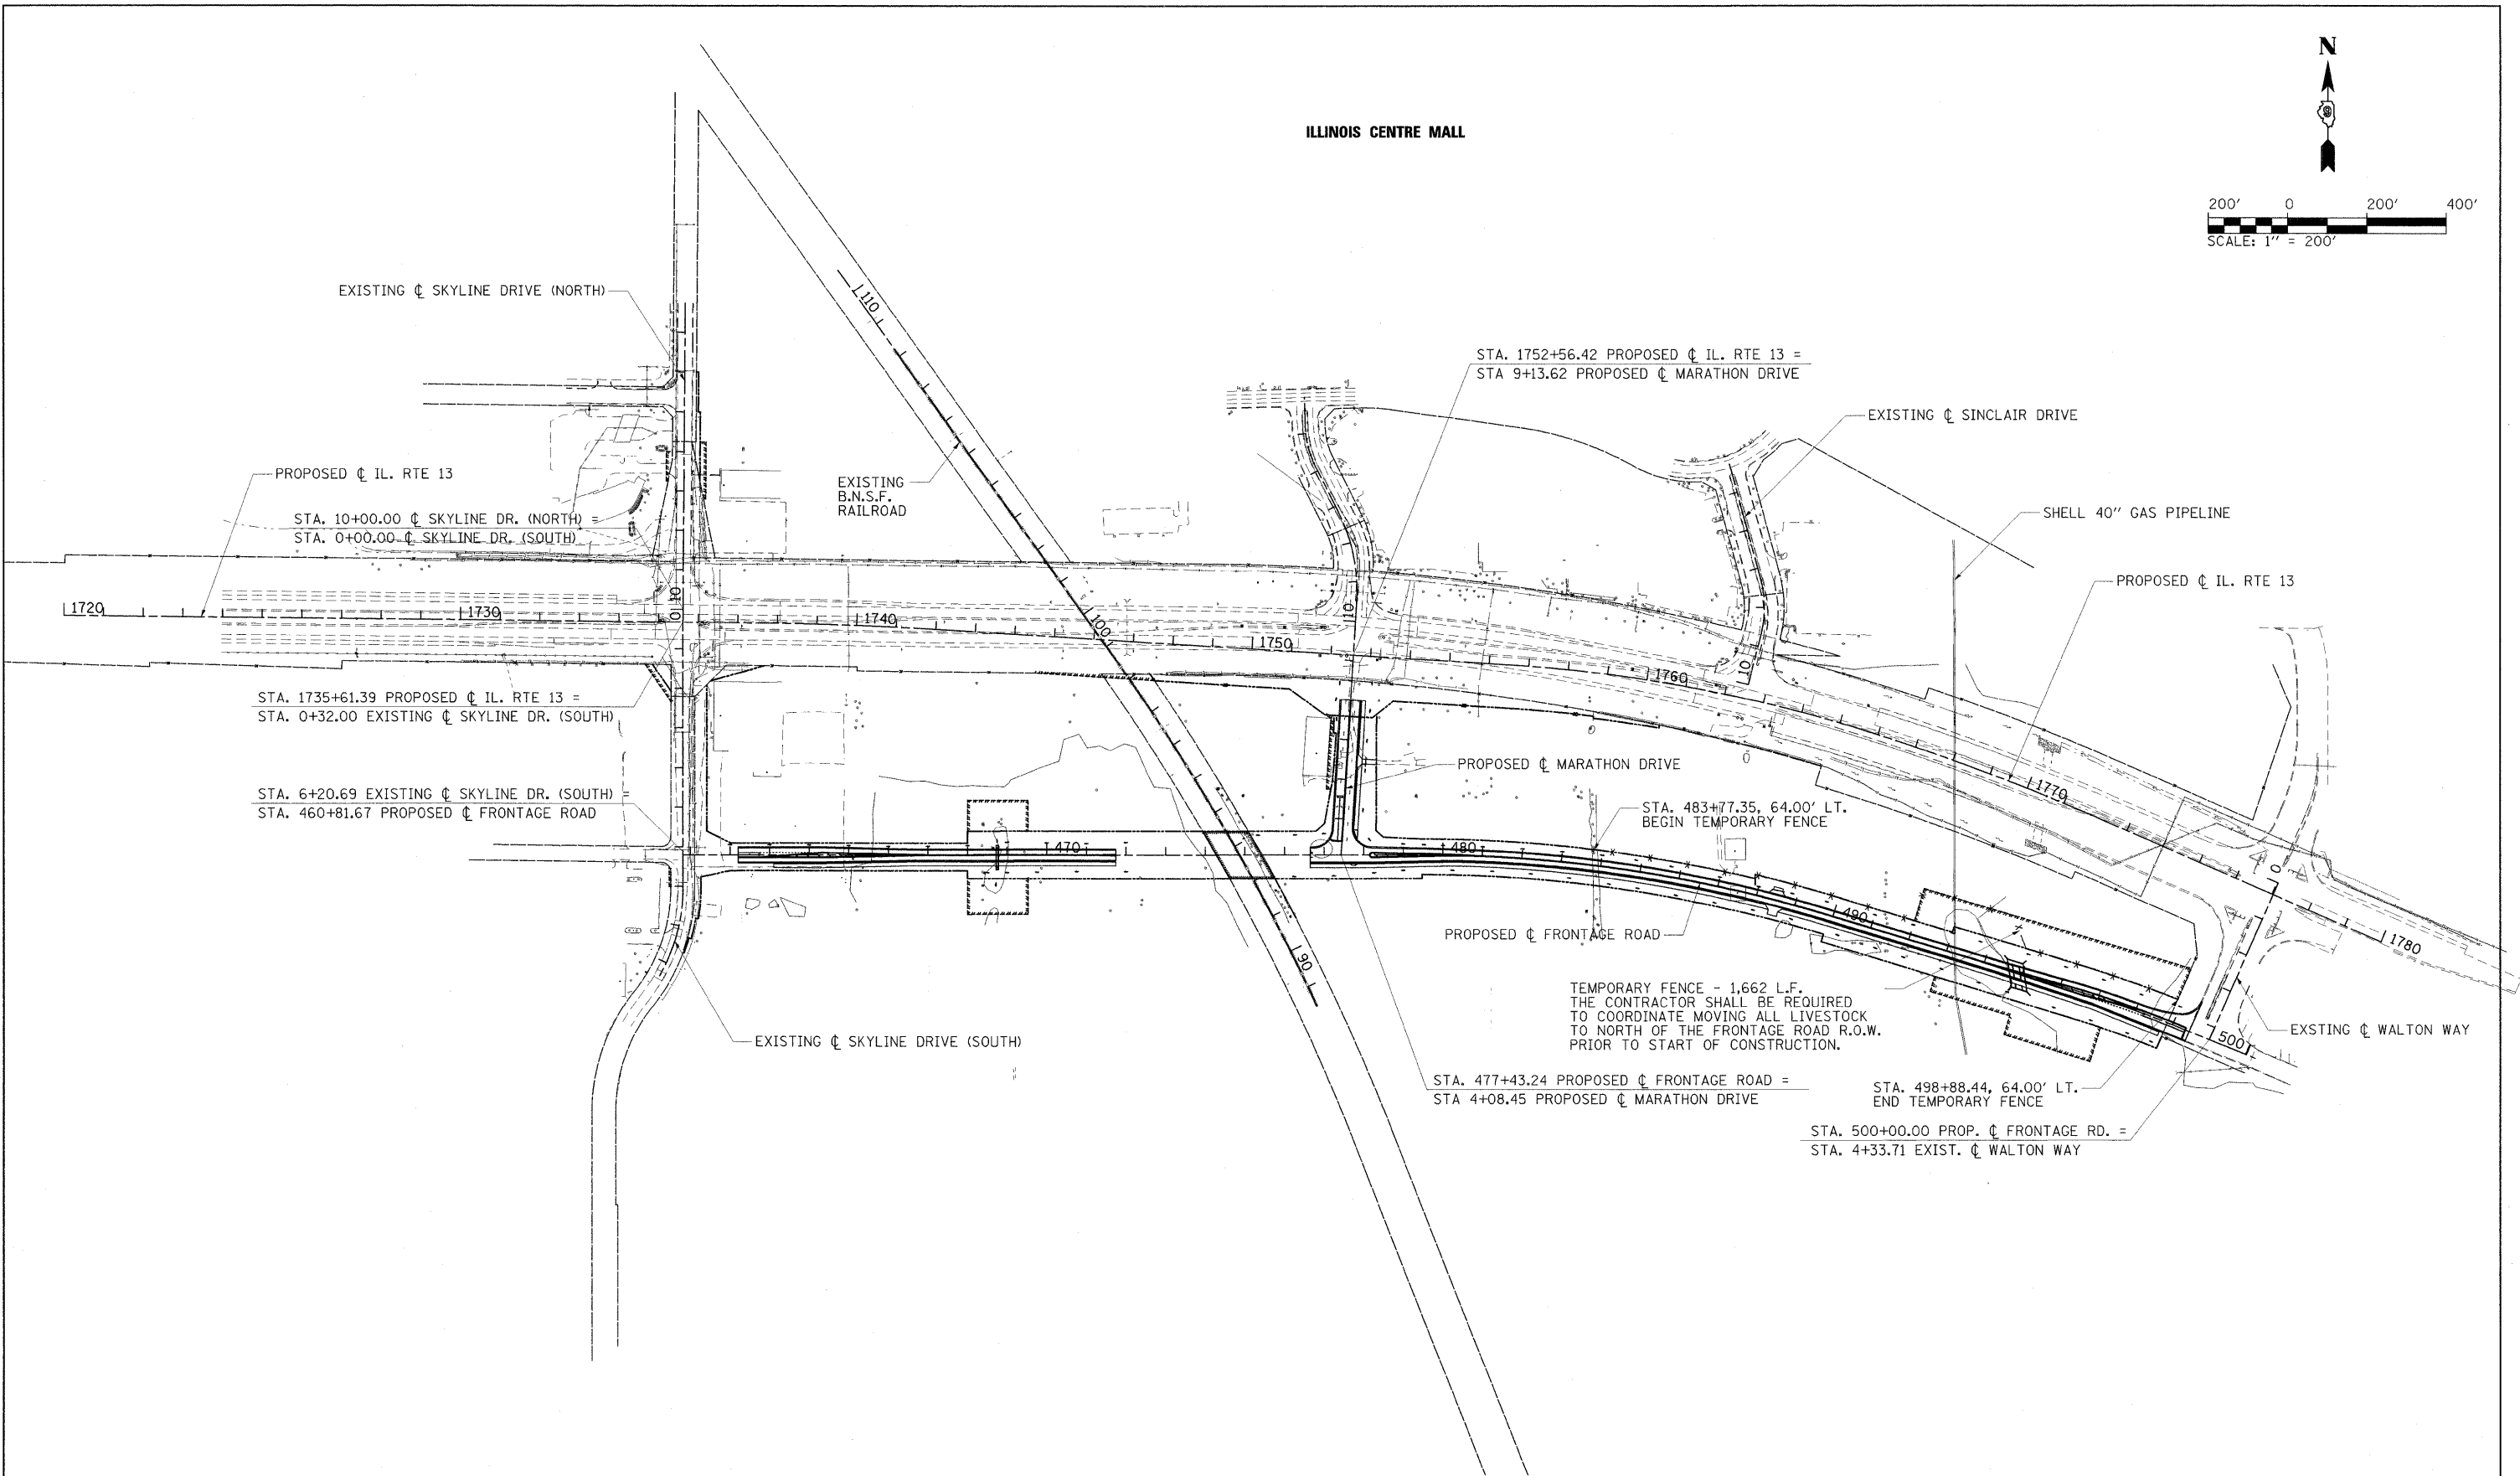 ILLINOIS CENTRE MALL
N
9
200' 0 200' 400'
SCALE: 1" = 200'
EXISTING ℄ SKYLINE DRIVE (NORTH)
110
STA. 1752+56.42 PROPOSED ℄ IL. RTE 13 =
STA 9+13.62 PROPOSED ℄ MARATHON DRIVE
EXISTING ℄ SINCLAIR DRIVE
PROPOSED ℄ IL. RTE 13
EXISTING
B.N.S.F.
RAILROAD
STA. 10+00.00 ℄ SKYLINE DR. (NORTH) =
STA. 0+00.00 ℄ SKYLINE DR. (SOUTH)
SHELL 40" GAS PIPELINE
PROPOSED ℄ IL. RTE 13
1720
1730
0
10
1740
100
1750
10
1760
10
1770
1780
0
STA. 1735+61.39 PROPOSED ℄ IL. RTE 13 =
STA. 0+32.00 EXISTING ℄ SKYLINE DR. (SOUTH)
PROPOSED ℄ MARATHON DRIVE
STA. 6+20.69 EXISTING ℄ SKYLINE DR. (SOUTH) =
STA. 460+81.67 PROPOSED ℄ FRONTAGE ROAD
STA. 483+77.35, 64.00' LT.
BEGIN TEMPORARY FENCE
470
480
490
500
90
PROPOSED ℄ FRONTAGE ROAD
TEMPORARY FENCE - 1,662 L.F.
THE CONTRACTOR SHALL BE REQUIRED
TO COORDINATE MOVING ALL LIVESTOCK
TO NORTH OF THE FRONTAGE ROAD R.O.W.
PRIOR TO START OF CONSTRUCTION.
EXSTING ℄ WALTON WAY
EXISTING ℄ SKYLINE DRIVE (SOUTH)
STA. 477+43.24 PROPOSED ℄ FRONTAGE ROAD =
STA 4+08.45 PROPOSED ℄ MARATHON DRIVE
STA. 498+88.44, 64.00' LT.
END TEMPORARY FENCE
STA. 500+00.00 PROP. ℄ FRONTAGE RD. =
STA. 4+33.71 EXIST. ℄ WALTON WAY